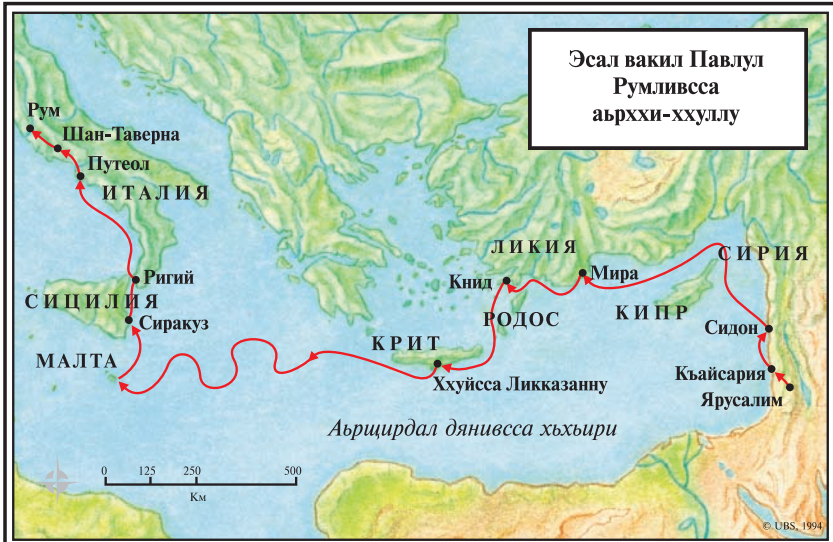 Эсал вакил Павлул
Румливсса
аьрххи-ххуллу
Рум
Шан-Таверна
Путеол
ИТАЛИЯ
ЛИКИЯ
СИРИЯ
Ригий
Книд
Мира
СИЦИЛИЯ
РОДОС
КИПР
Сиракуз
Сидон
КРИТ
МАЛТА
Ххуйсса Ликказанну
Къайсария
Ярусалим
Аьрщирдал дянивсса хьхьири
0 125 250 500
Км
© UBS, 1994